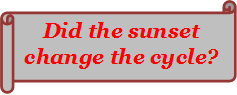 Did the sunset
change the cycle?